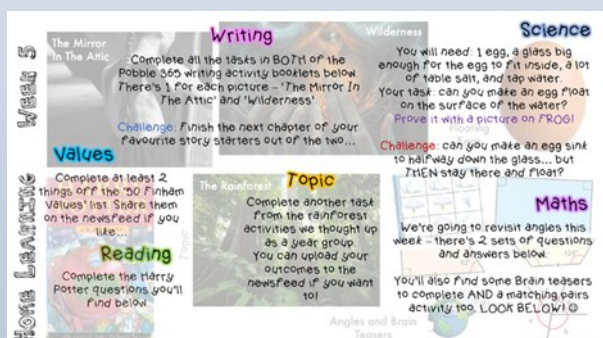 HOME LEARNING WEEK 5
The Mirror
In The Attic
Writing
Complete all the tasks in BOTH of the
Pobble 365 writing activity booklets below.
There's 1 for each picture – 'The Mirror In
The Attic' and 'Wilderness'.
Challenge: Finish the next chapter of your
favourite story starters out of the two...
Wilderness
Science
You will need: 1 egg, a glass big
enough for the egg to fit inside, a lot
of table salt, and tap water.
Your task: can you make an egg float
on the surface of the water?
Prove it with a picture on FROG!
Floating
Challenge: can you make an egg sink
to halfway down the glass... but
THEN stay there and float?
Values
Complete at least 2
things off the '50 Finham
Values' list. Share them
on the newsfeed if you
like...
Reading
Complete the Harry
Potter questions you'll
find below.
Topic
The Rainforest
Topic
Complete another task
from the rainforest
activities we thought up
as a year group.
You can upload your
outcomes to the
newsfeed if you want
to!
Maths
We're going to revisit angles this
week – there's 2 sets of questions
and answers below.
You'll also find some Brain teasers
to complete AND a matching pairs
activity too. LOOK BELOW! ☺
Angles and Brain
Teasers